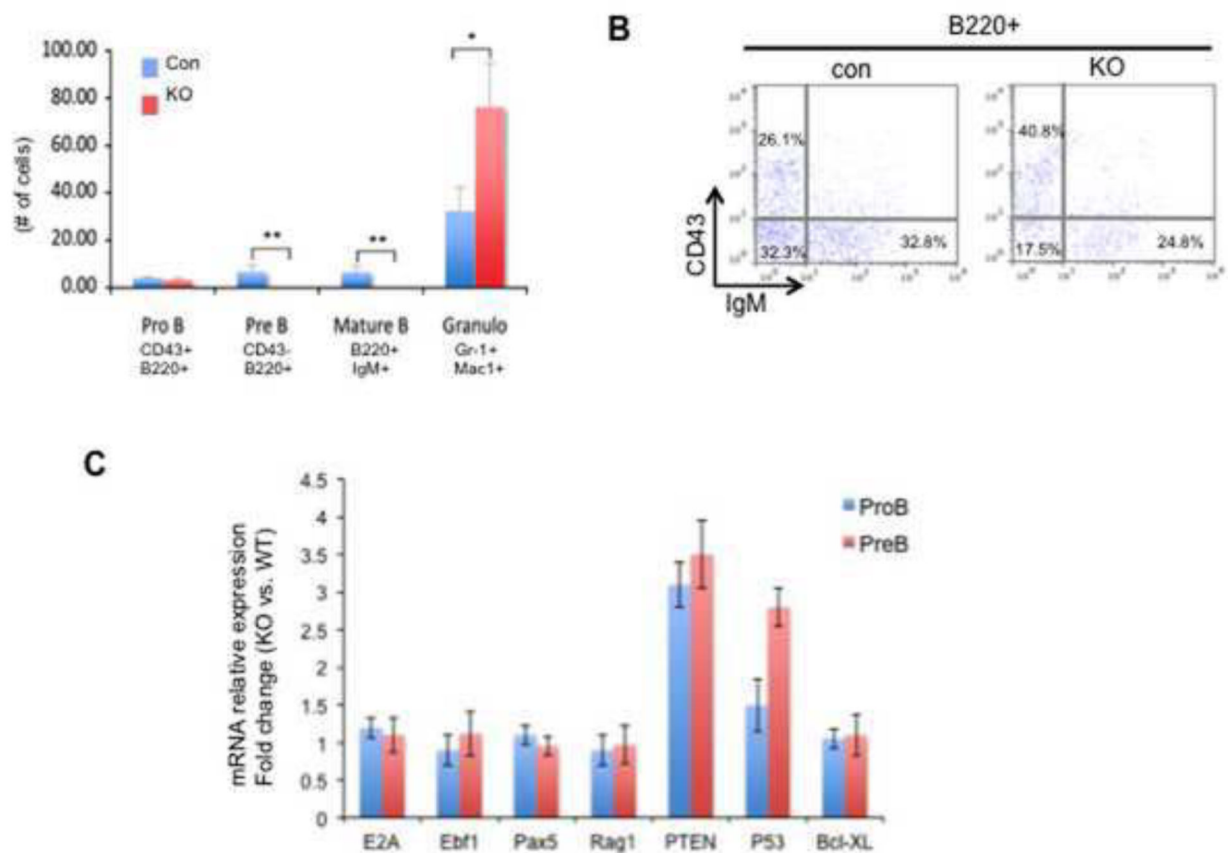 100.00
80.00
60.00
40.00
20.00
0.00
(# of cells)
Con
KO
*
**
**
Pro B
CD43+
B220+
Pre B
CD43-
B220+
Mature B
B220+
IgM+
Granulo
Gr-1+
Mac1+
B
B220+
con
KO
26.1%
32.3%
32.8%
40.8%
17.5%
24.8%
CD43
IgM
C
mRNA relative expression
Fold change (KO vs. WT)
4.5
4
3.5
3
2.5
2
1.5
1
0.5
0
ProB
PreB
E2A
Ebf1
Pax5
Rag1
PTEN
P53
Bcl-XL